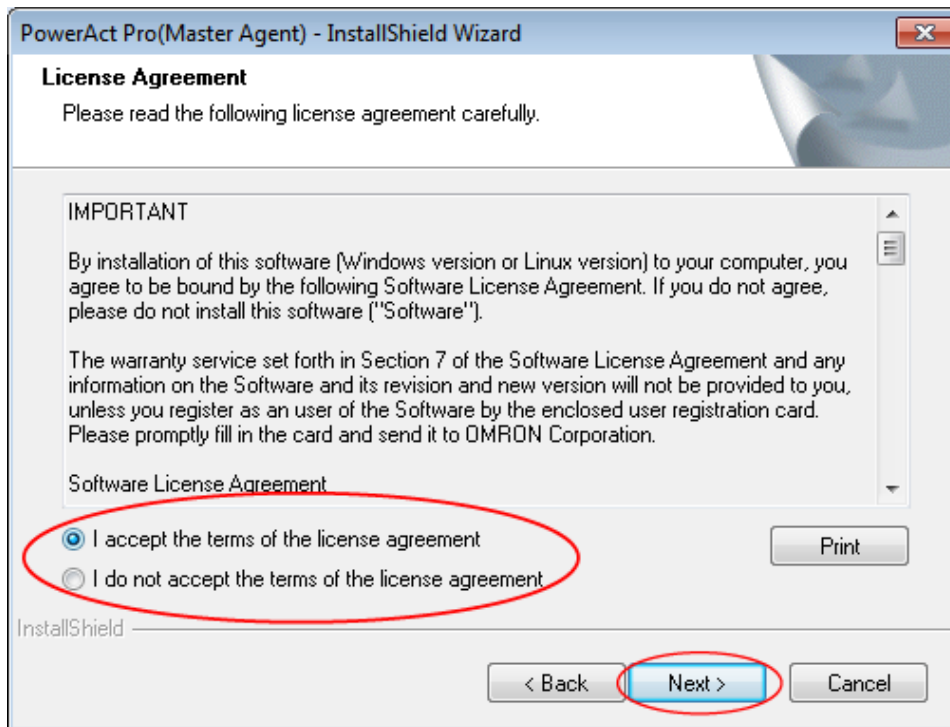 PowerAct Pro(Master Agent) - InstallShield Wizard
License Agreement
Please read the following license agreement carefully.
IMPORTANT
By installation of this software (Windows version or Linux version) to your computer, you
agree to be bound by the following Software License Agreement. If you do not agree,
please do not install this software ("Software").
The warranty service set forth in Section 7 of the Software License Agreement and any
information on the Software and its revision and new version will not be provided to you,
unless you register as an user of the Software by the enclosed user registration card.
Please promptly fill in the card and send it to OMRON Corporation.
Software License Agreement
I accept the terms of the license agreement
Print
I do not accept the terms of the license agreement
InstallShield
< Back
Next >
Cancel